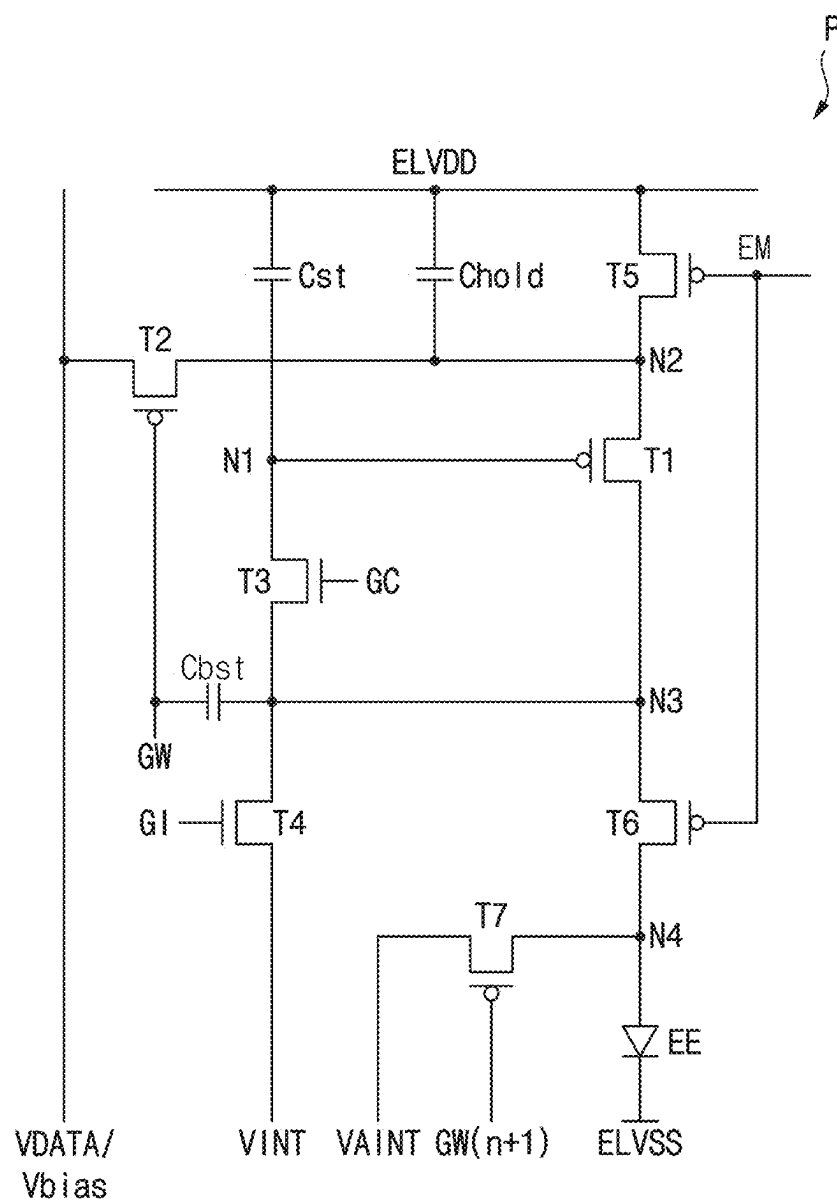 P
ELVDD
Cst
Chold
T5
EM
T2
N2
N1
T1
T3
GC
Cbst
N3
GW
GI
T4
T6
T7
N4
EE
VDATA/
Vbias
VINT
VAINT
GW(n+1)
ELVSS